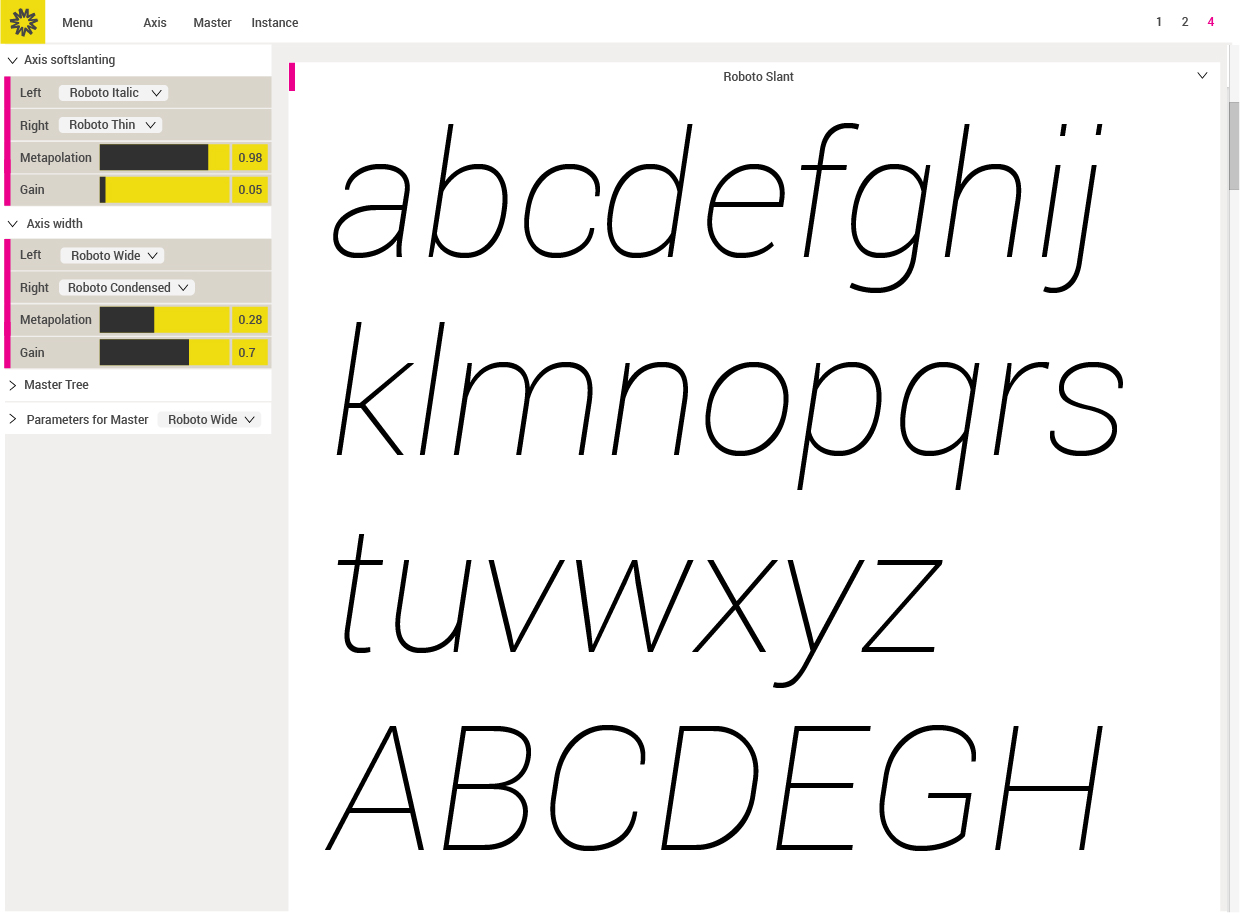 Menu Axis Master Instance 1 2 4
Axis softslanting
Left Roboto Italic
Right Roboto Thin
Metapolation 0.98
Gain 0.05
Axis width
Left Roboto Wide
Right Roboto Condensed
Metapolation 0.28
Gain 0.7
Master Tree
Parameters for Master Roboto Wide
Roboto Slant
abcdefghij
klmnopqrs
tuvwxyz
ABCDEGH